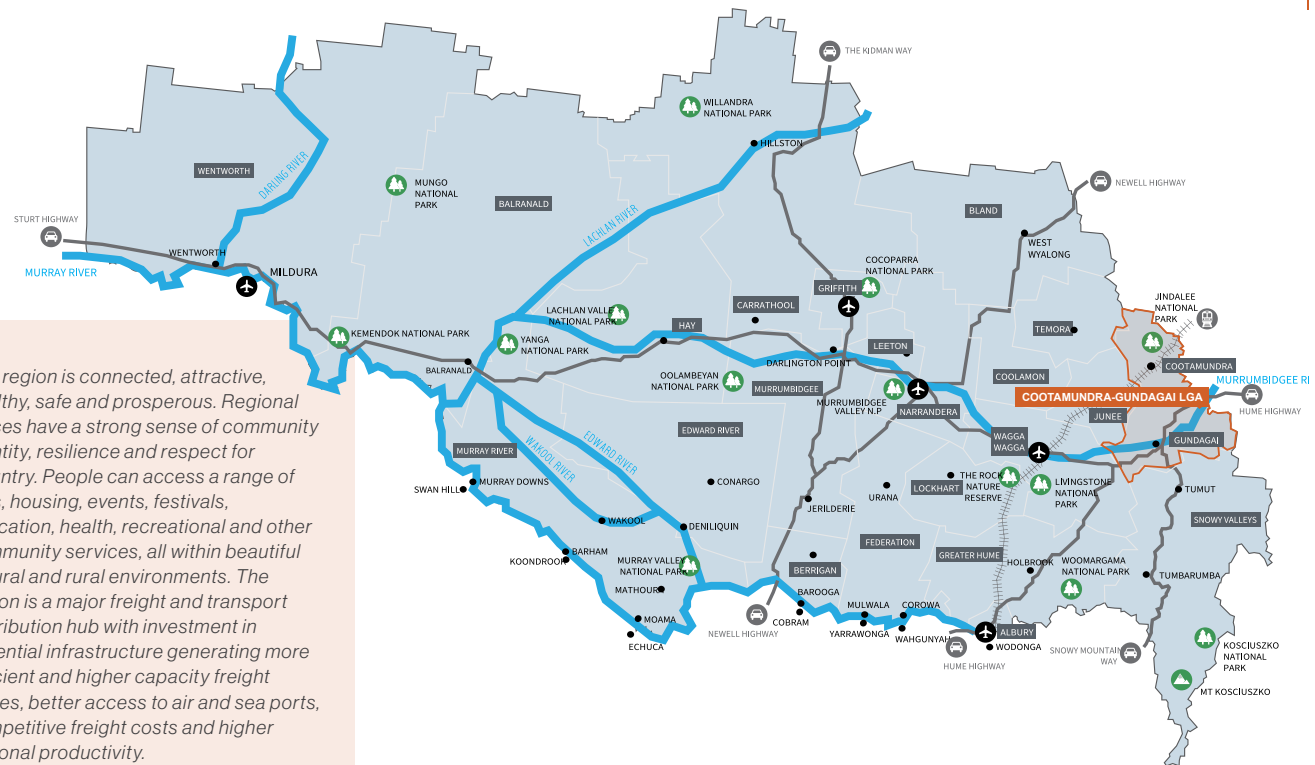 THE KIDMAN WAY
WILLANDRA
NATIONAL PARK
HILLSTON
WENTWORTH
DARLING RIVER
MUNGO
NATIONAL
PARK
BALRANALD
LACHLAN RIVER
BLAND
NEWELL HIGHWAY
STURT HIGHWAY
WENTWORTH
MURRAY RIVER
MILDURA
WEST
WYALONG
COCOPARRA
NATIONAL PARK
GRIFFITH
JINDALEE
NATIONAL
PARK
CARRATHOOL
LACHLAN VALLEY
NATIONAL PARK
HAY
TEMORA
KEMENDOK NATIONAL PARK
YANGA
NATIONAL PARK
BALRANALD
DARLINGTON POINT
LEETON
COOTAMUNDRA
OOLAMBEYAN
NATIONAL PARK
MURRUMBIDGEE
COOLAMON
MURRUMBIDGEE RI
MURRUMBIDGEE
VALLEY N.P
NARRANDERA
COOTAMUNDRA-GUNDAGAI LGA
HUME HIGHWAY
JUNEE
EDWARD RIVER
WAGGA
WAGGA
GUNDAGAI
MURRAY RIVER
WAKOOL RIVER
EDWARD RIVER
SWAN HILL
MURRAY DOWNS
CONARGO
LOCKHART
THE ROCK
NATURE
RESERVE
LIVINGSTONE
NATIONAL
PARK
TUMUT
URANA
JERILDERIE
WAKOOL
DENILIQUIN
SNOWY VALLEYS
FEDERATION
GREATER HUME
BARHAM
KOONDROOK
MURRAY VALLEY
NATIONAL PARK
BERRIGAN
HOLBROOK
WOOMARGAMA
NATIONAL PARK
TUMBARUMBA
MATHOURA
BAROOGA
COBRAM
MULWALA
COROWA
MOAMA
ECHUCA
NEWELL HIGHWAY
YARRAWONGA
WAHGUNYAH
ALBURY
WODONGA
HUME HIGHWAY
SNOWY MOUNTAIN
WAY
KOSCIUSZKO
NATIONAL
PARK
MT KOSCIUSZKO
region is connected, attractive,
lthy, safe and prosperous. Regional
ces have a strong sense of community
ntity, resilience and respect for
untry. People can access a range of
s, housing, events, festivals,
cation, health, recreational and other
mmunity services, all within beautiful
ural and rural environments. The
on is a major freight and transport
tribution hub with investment in
ential infrastructure generating more
cient and higher capacity freight
es, better access to air and sea ports,
mpetitive freight costs and higher
onal productivity.